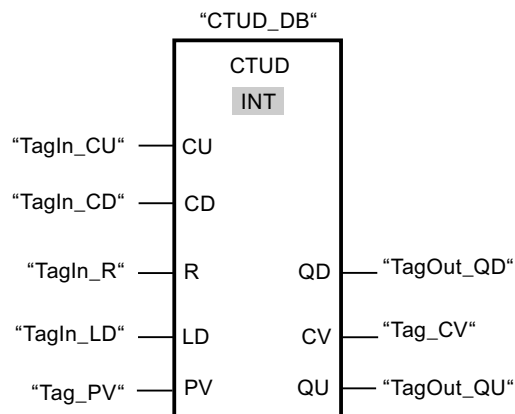 “CTUD_DB“
CTUD
INT
“TagIn_CU“ CU
“TagIn_CD“ CD
“TagIn_R“ R QD “TagOut_QD“
“TagIn_LD“ LD CV “Tag_CV“
“Tag_PV“ PV QU “TagOut_QU“